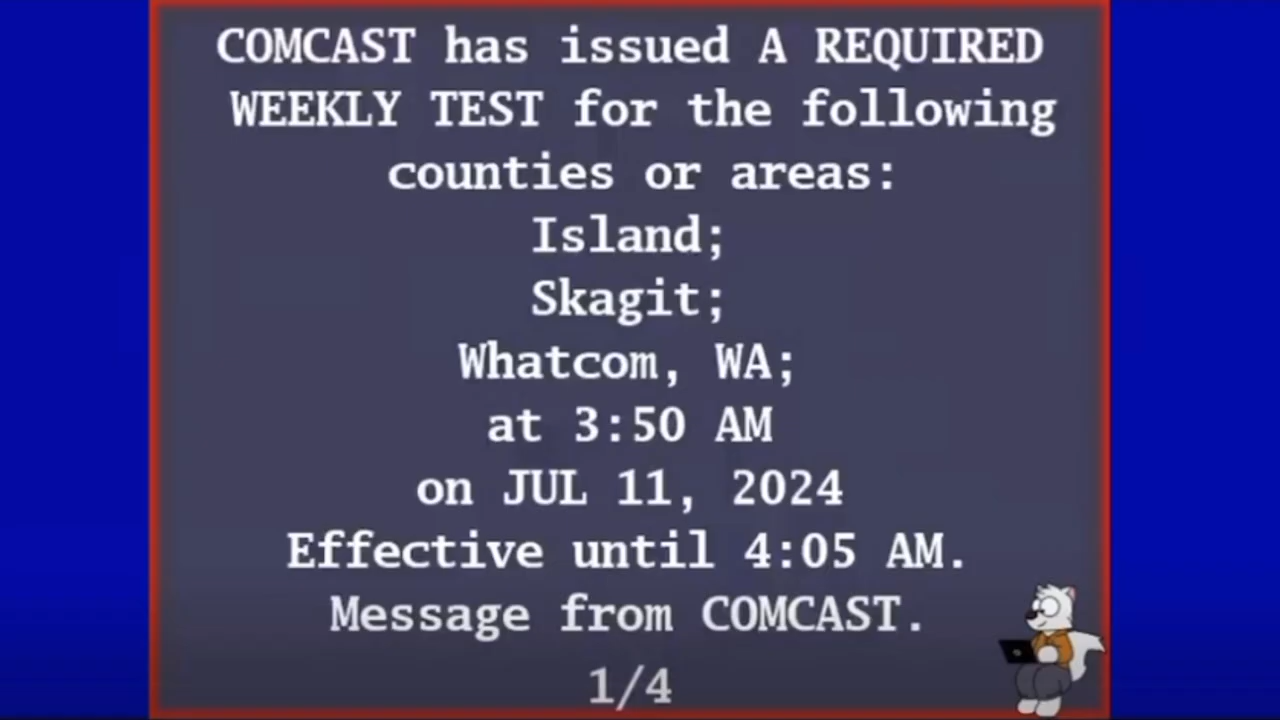 COMCAST has issued A REQUIRED
WEEKLY TEST for the following
counties or areas:
Island;
Skagit;
Whatcom, WA;
at 3:50 AM
on JUL 11, 2024
Effective until 4:05 AM.
Message from COMCAST.
1/4